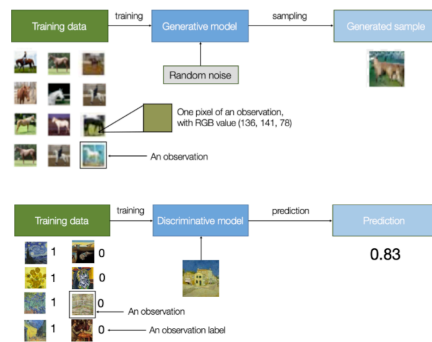 Training data
training
Generative model
sampling
Generated sample
Random noise
One pixel of an observation,
with RGB value (136, 141, 78)
An observation
Training data
training
Discriminative model
prediction
Prediction
0.83
1
0
1
0
1
0
An observation
1
0
An observation label